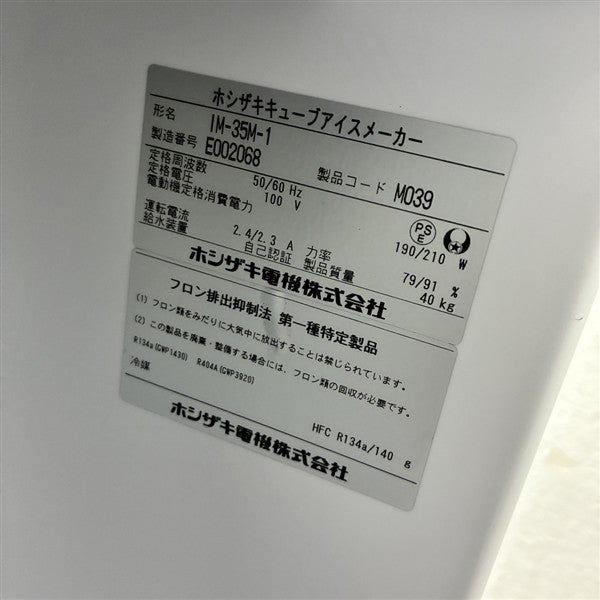 ホシザキキューブアイスメーカー
形名 IM-35M-1
製造番号 E002068 製品コード M039
定格周波数 50/60 Hz
定格電圧 100 V PSE
電動機定格消費電力 190/210 W
運転電流 2.4/2.3 A 力率 79/91 %
給水装置 自己認証 製品質量 40 kg
ホシザキ電機株式会社
フロン排出抑制法 第一種特定製品
(1) フロン類をみだりに大気中に放出することは禁じられています。
(2) この製品を廃棄・整備する場合には、フロン類の回収が必要です。
R134a(GWP1430) R404A(GWP3920)
冷媒 HFC R134a/140 g
ホシザキ電機株式会社